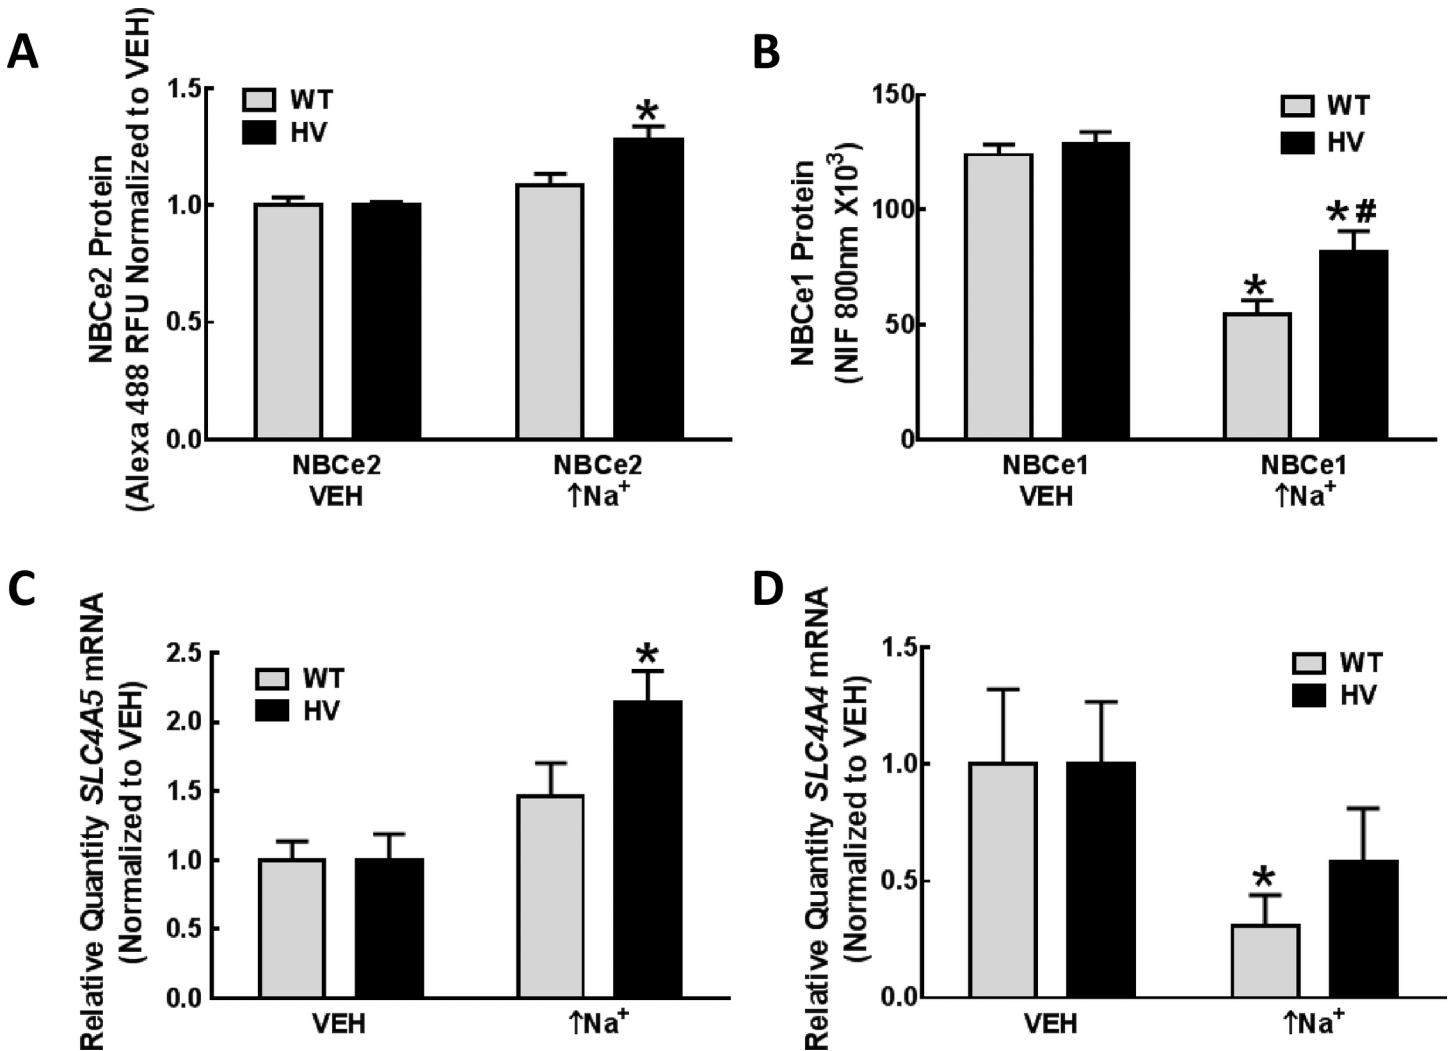 A
NBCe2 Protein
(Alexa 488 RFU Normalized to VEH)
1.5
1.0
0.5
0.0
WT
HV
*
NBCe2
VEH
NBCe2
↑Na⁺
B
NBCe1 Protein
(NIF 800nm X10³)
150
100
50
0
WT
HV
*
*#
NBCe1
VEH
NBCe1
↑Na⁺
C
Relative Quantity SLC4A5 mRNA
(Normalized to VEH)
2.5
2.0
1.5
1.0
0.5
0.0
WT
HV
*
VEH
↑Na⁺
D
Relative Quantity SLC4A4 mRNA
(Normalized to VEH)
1.5
1.0
0.5
0.0
WT
HV
*
VEH
↑Na⁺